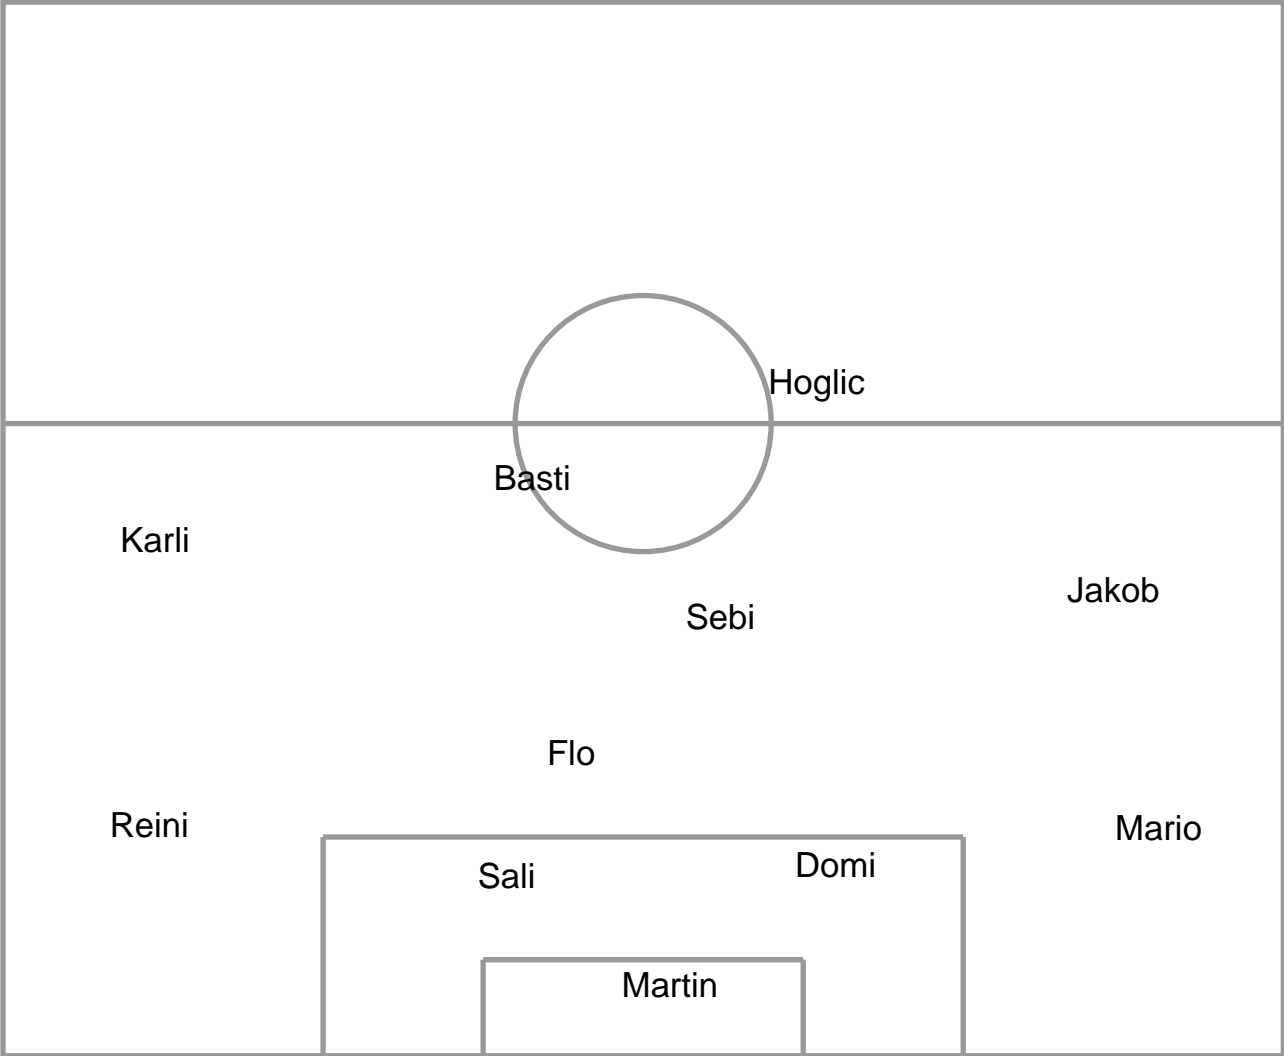 Hoglic
Basti
Karli
Jakob
Sebi
Flo
Reini
Mario
Domi
Sali
Martin